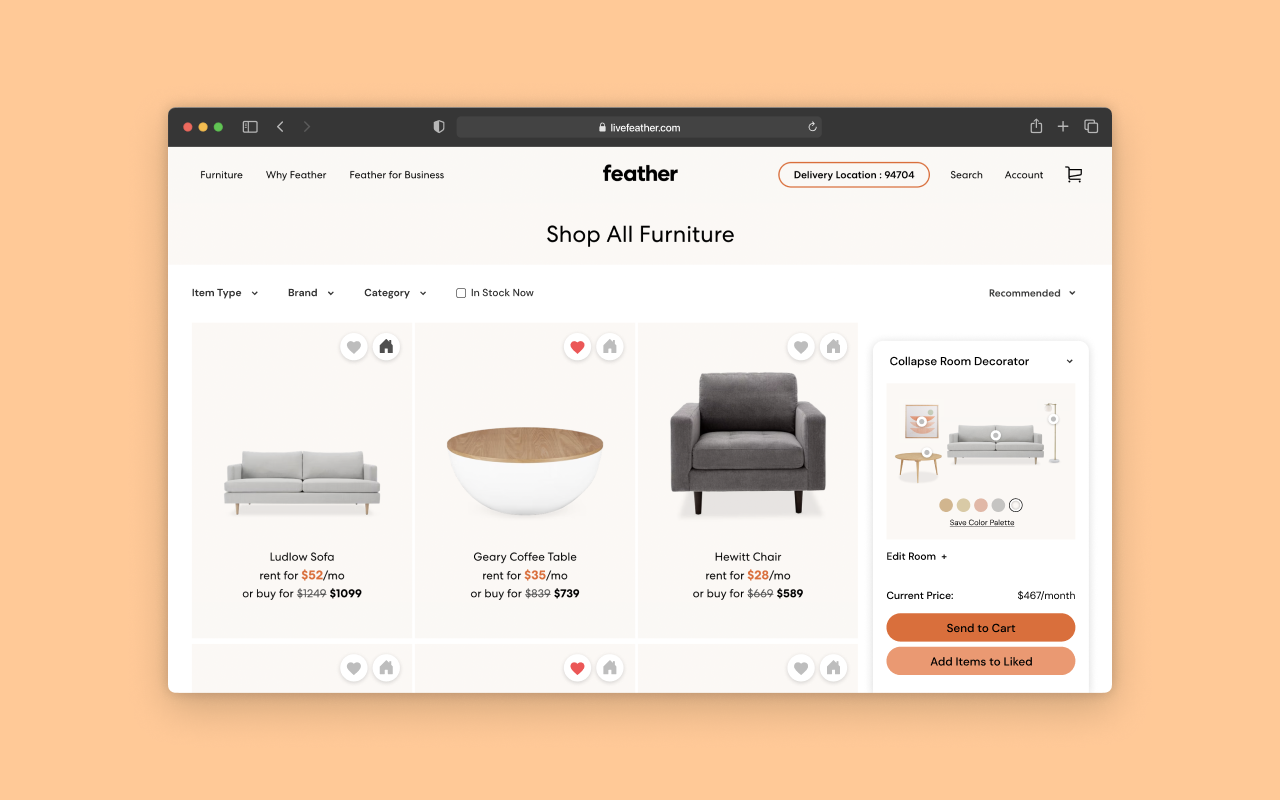 livefeather.com
Furniture Why Feather Feather for Business feather Delivery Location : 94704 Search Account
Shop All Furniture
Item Type Brand Category In Stock Now Recommended
Ludlow Sofa
rent for $52/mo
or buy for $1249 $1099
Geary Coffee Table
rent for $35/mo
or buy for $839 $739
Hewitt Chair
rent for $28/mo
or buy for $669 $589
Collapse Room Decorator
Save Color Palette
Edit Room +
Current Price: $467/month
Send to Cart
Add Items to Liked